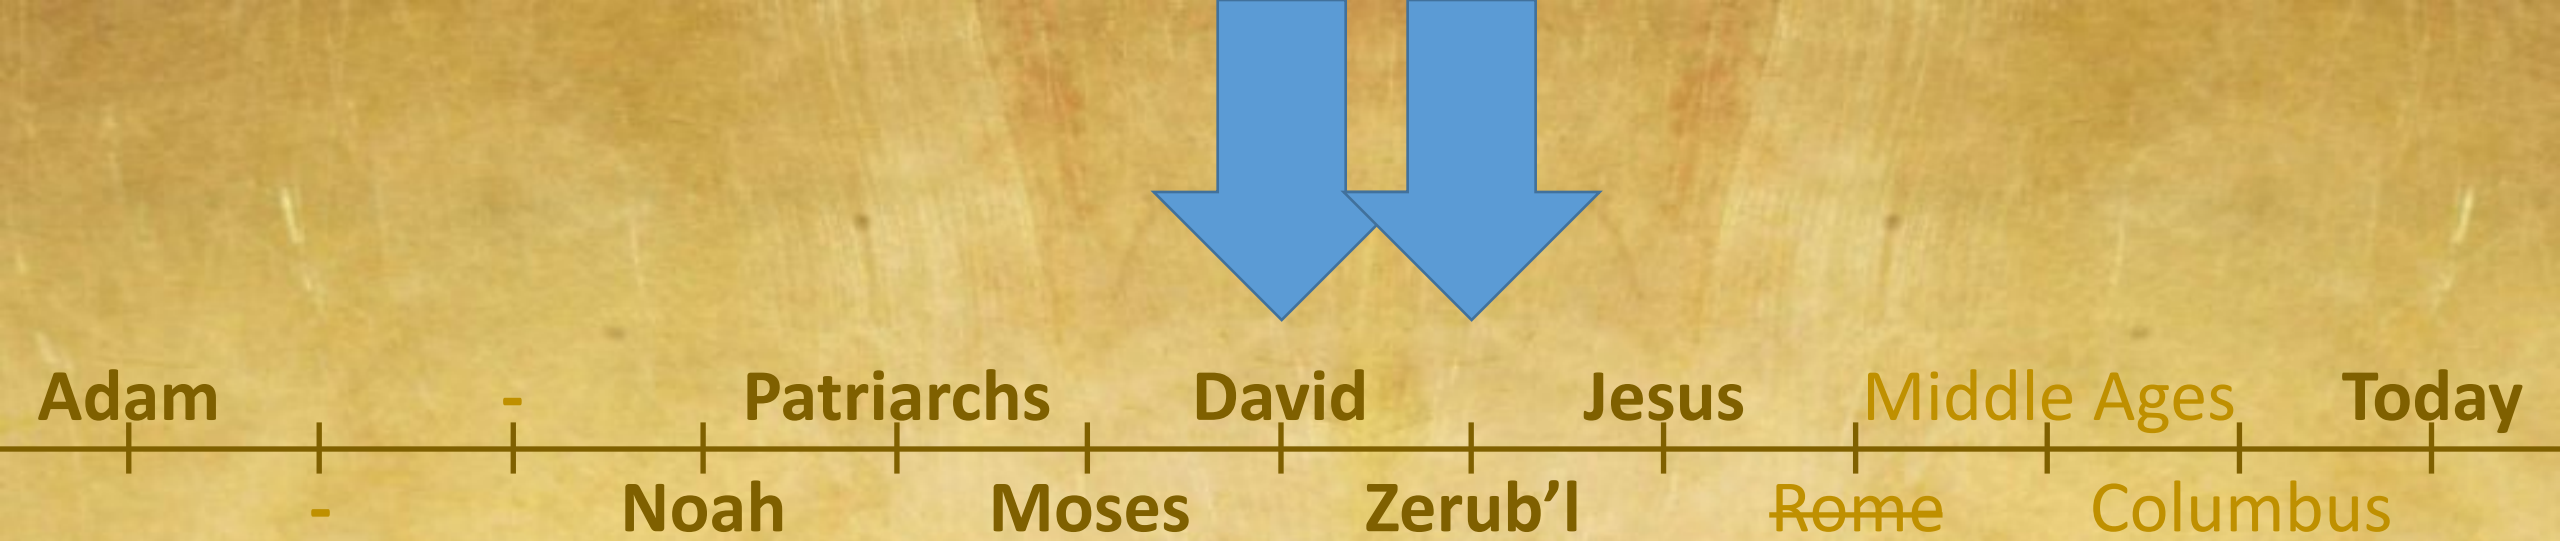 Adam - Patriarchs David Jesus Middle Ages Today
- Noah Moses Zerub’l Rome Columbus